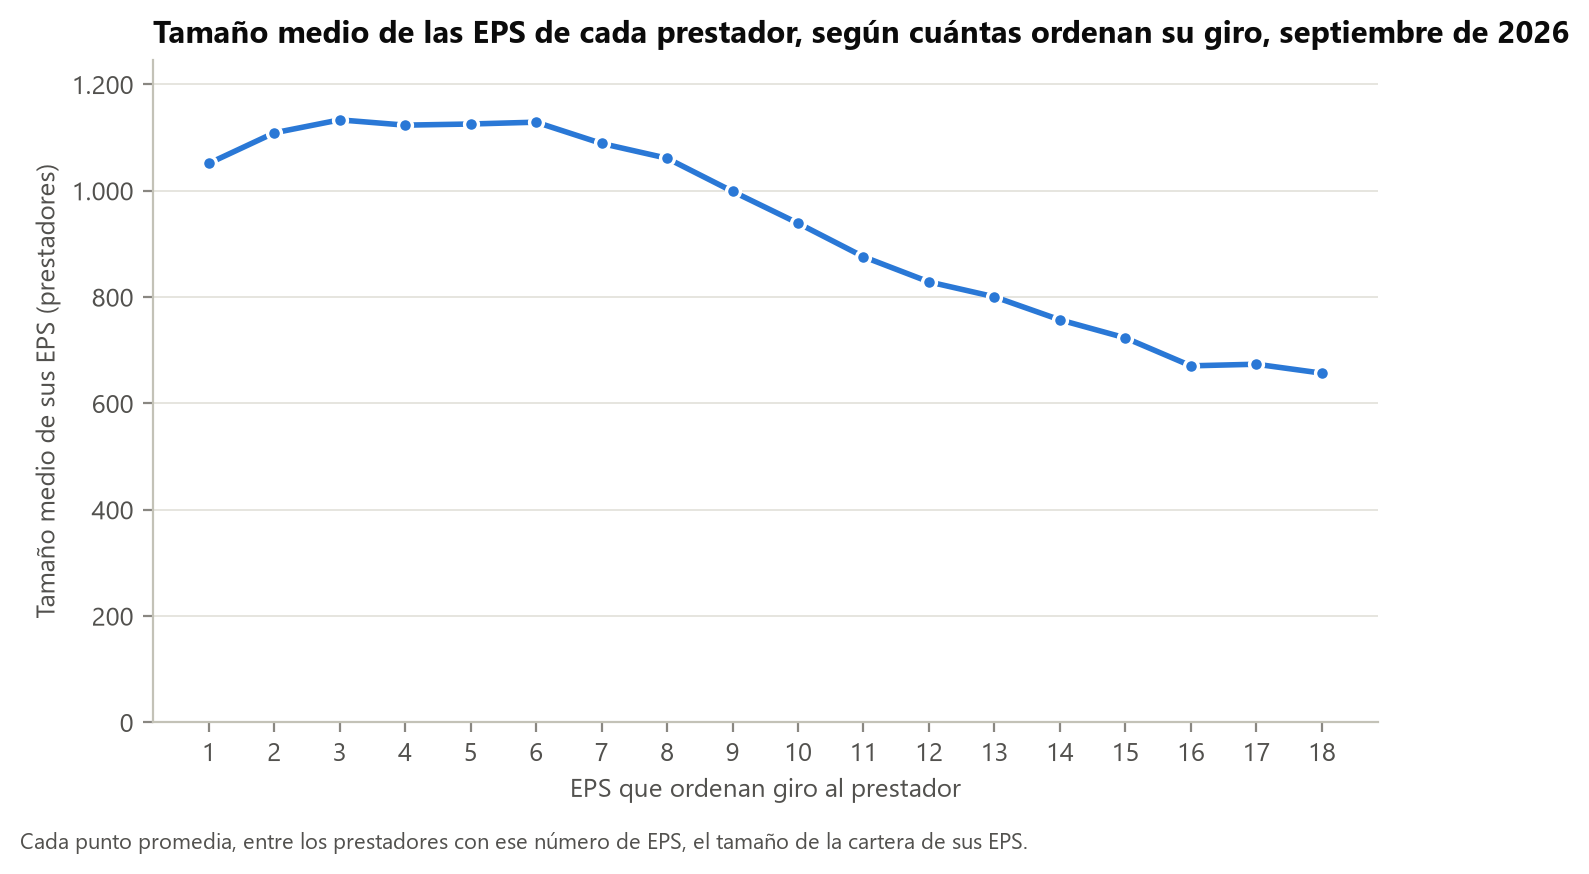 Tamaño medio de las EPS de cada prestador, según cuántas ordenan su giro, septiembre de 2026
Tamaño medio de sus EPS (prestadores)
1.200
1.000
800
600
400
200
0
1 2 3 4 5 6 7 8 9 10 11 12 13 14 15 16 17 18
EPS que ordenan giro al prestador
Cada punto promedia, entre los prestadores con ese número de EPS, el tamaño de la cartera de sus EPS.